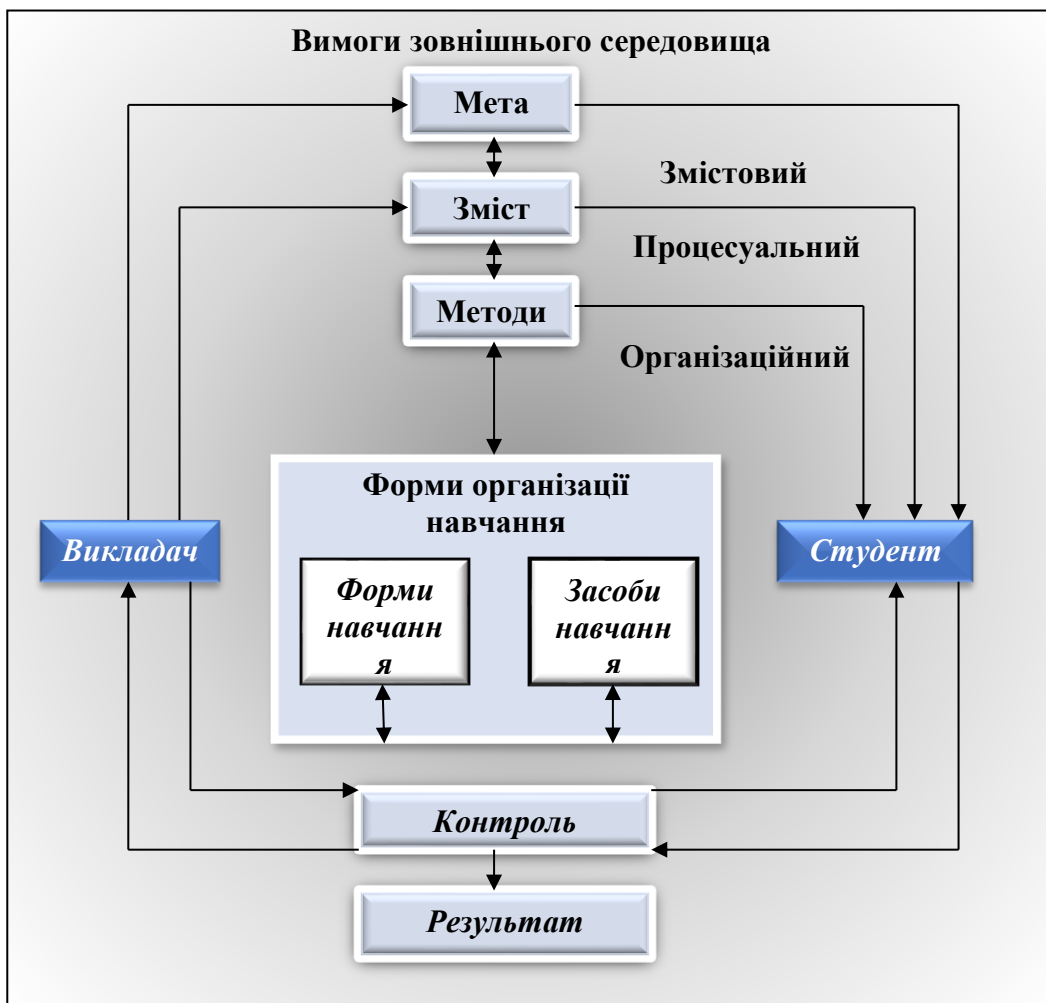 Вимоги зовнішнього середовища
Мета
Змістовий
Зміст
Процесуальний
Методи
Організаційний
Форми організації
навчання
Викладач
Студент
Форми
навчанн
я
Засоби
навчанн
я
Контроль
Результат